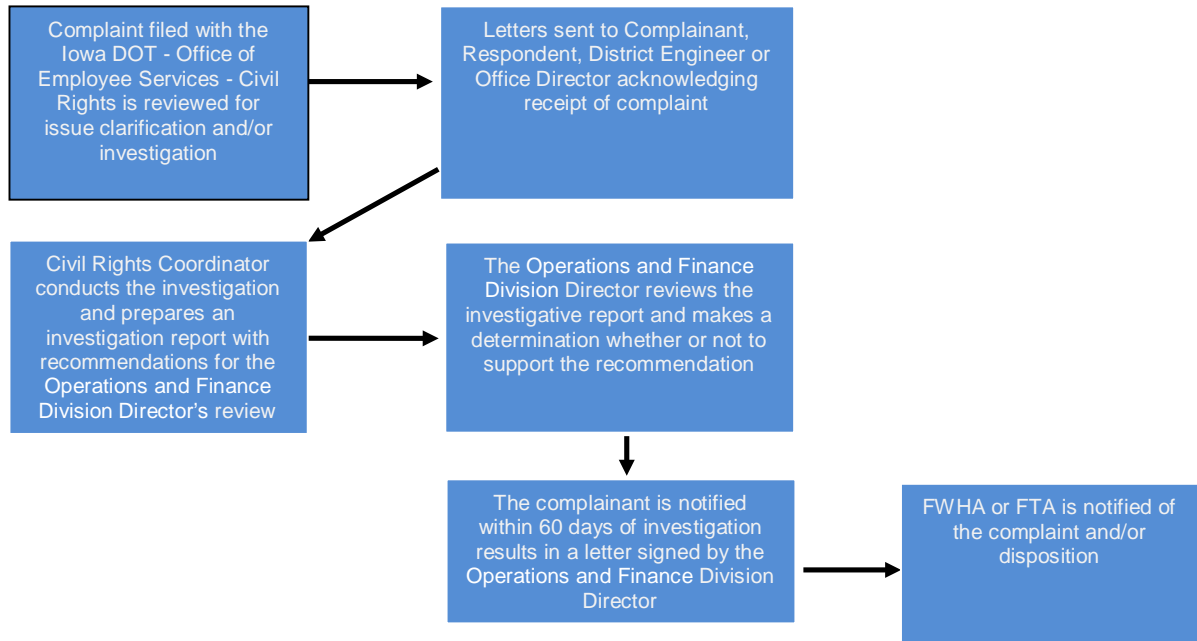 Complaint filed with the
Iowa DOT - Office of
Employee Services - Civil
Rights is reviewed for
issue clarification and/or
investigation
Letters sent to Complainant,
Respondent, District Engineer or
Office Director acknowledging
receipt of complaint
Civil Rights Coordinator
conducts the investigation
and prepares an
investigation report with
recommendations for the
Operations and Finance
Division Director's review
The Operations and Finance
Division Director reviews the
investigative report and makes a
determination whether or not to
support the recommendation
The complainant is notified
within 60 days of investigation
results in a letter signed by the
Operations and Finance Division
Director
FWHA or FTA is notified of
the complaint and/or
disposition